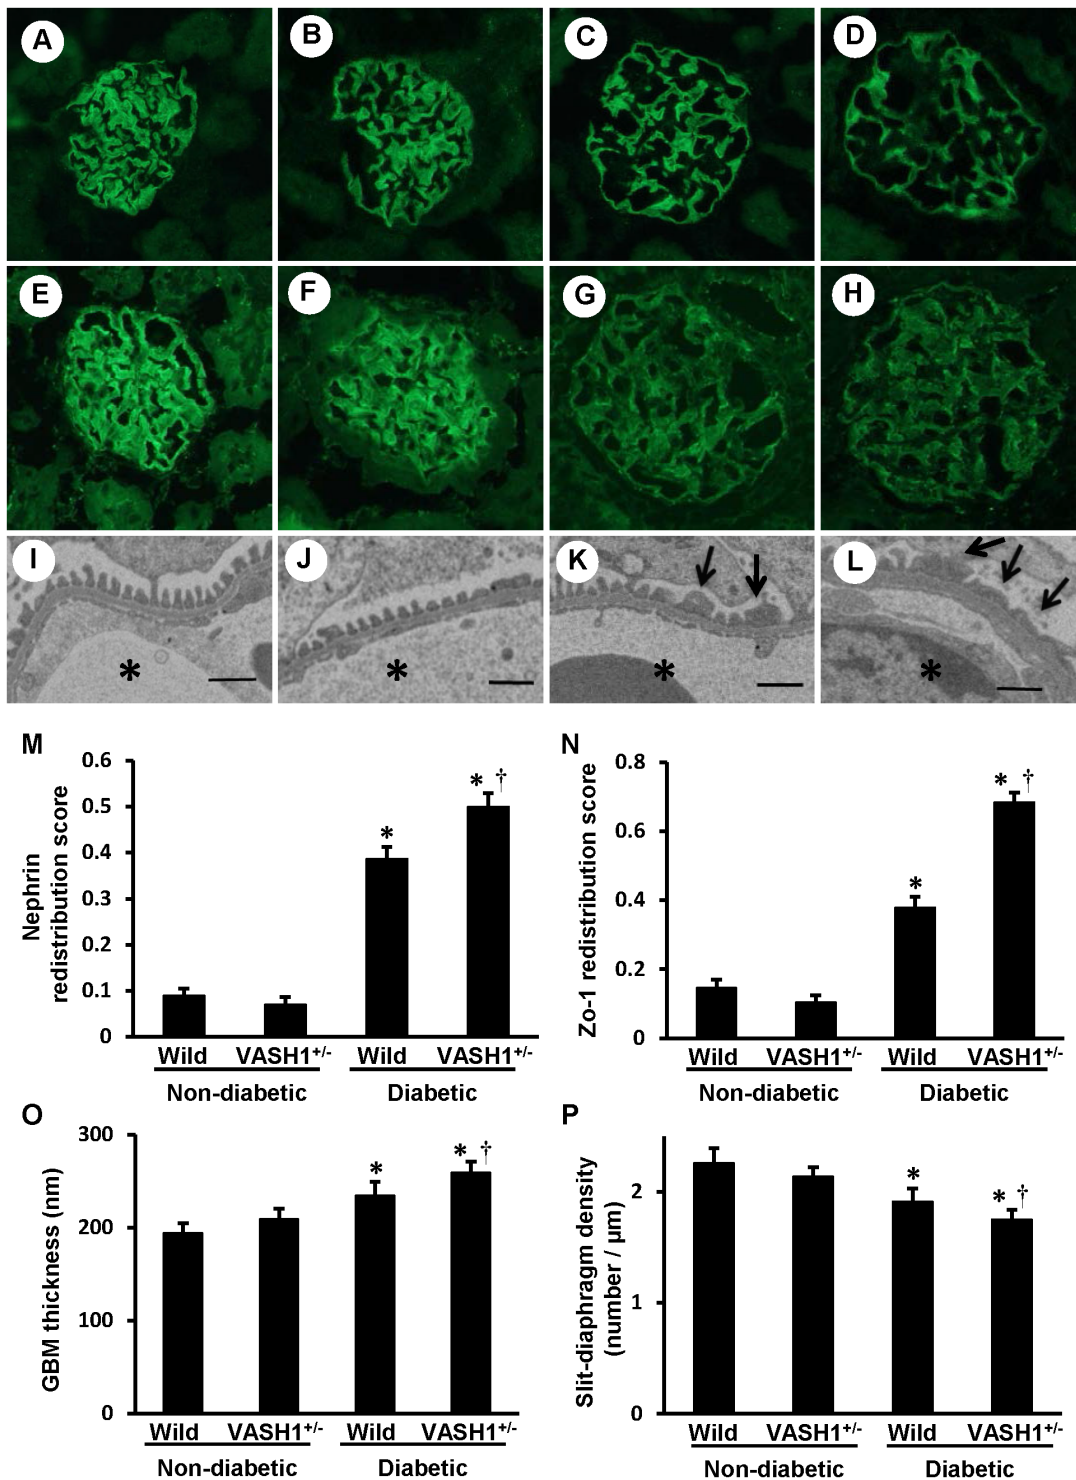 A B C D
E F G H
I J K L
* * * *
M
Nephrin
redistribution score
0.6
0.5
0.4
0.3
0.2
0.1
0
*
* †
Wild VASH1+/- Wild VASH1+/-
Non-diabetic Diabetic
N
Zo-1 redistribution score
0.8
0.6
0.4
0.2
0
*
* †
Wild VASH1+/- Wild VASH1+/-
Non-diabetic Diabetic
O
GBM thickness (nm)
300
200
100
0
*
* †
Wild VASH1+/- Wild VASH1+/-
Non-diabetic Diabetic
P
Slit-diaphragm density
(number / µm)
2
1
0
*
* †
Wild VASH1+/- Wild VASH1+/-
Non-diabetic Diabetic